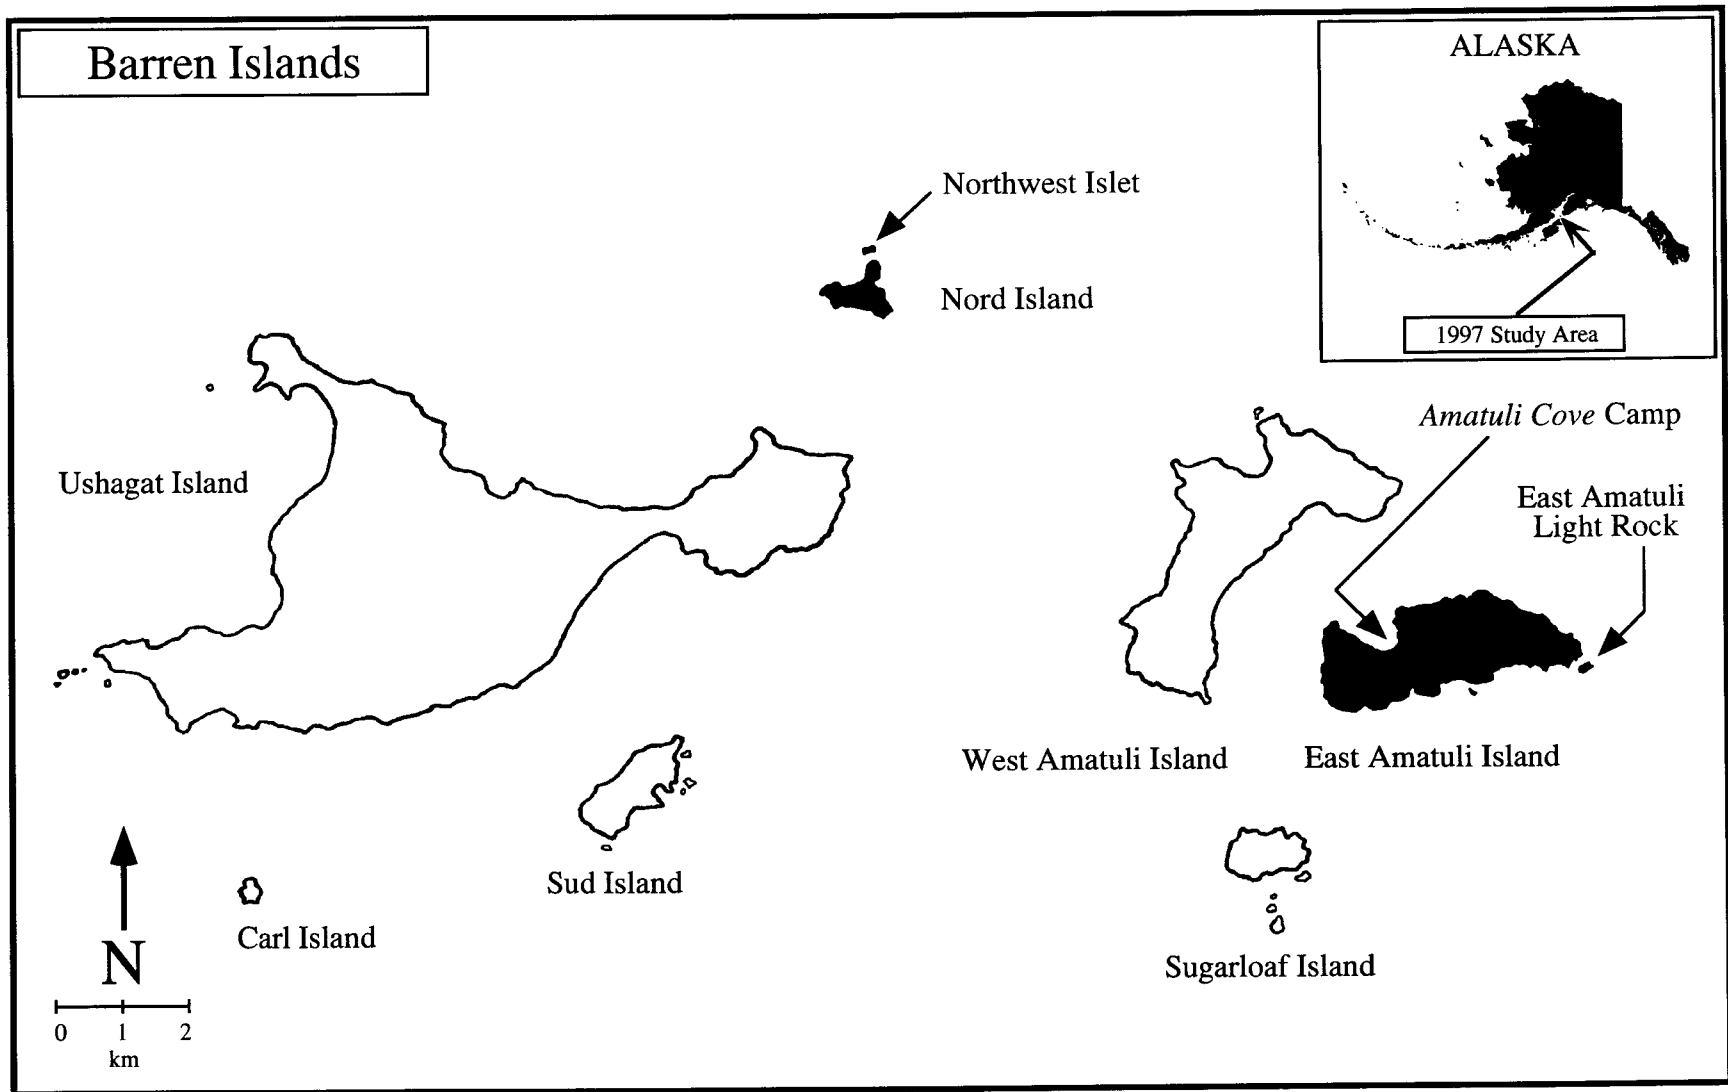 Barren Islands
ALASKA
Northwest Islet
Nord Island
1997 Study Area
Amatuli Cove Camp
Ushagat Island
East Amatuli
Light Rock
West Amatuli Island
East Amatuli Island
Sud Island
Carl Island
N
Sugarloaf Island
0 1 2
km